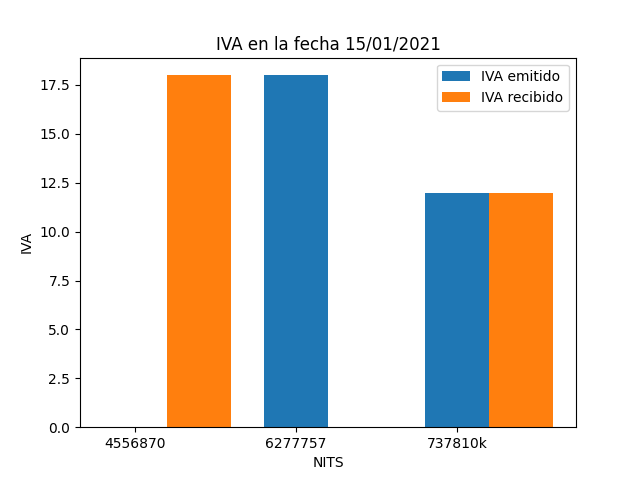 IVA en la fecha 15/01/2021
IVA emitido
IVA recibido
17.5
15.0
12.5
10.0
7.5
5.0
2.5
0.0
IVA
4556870
6277757
737810k
NITS